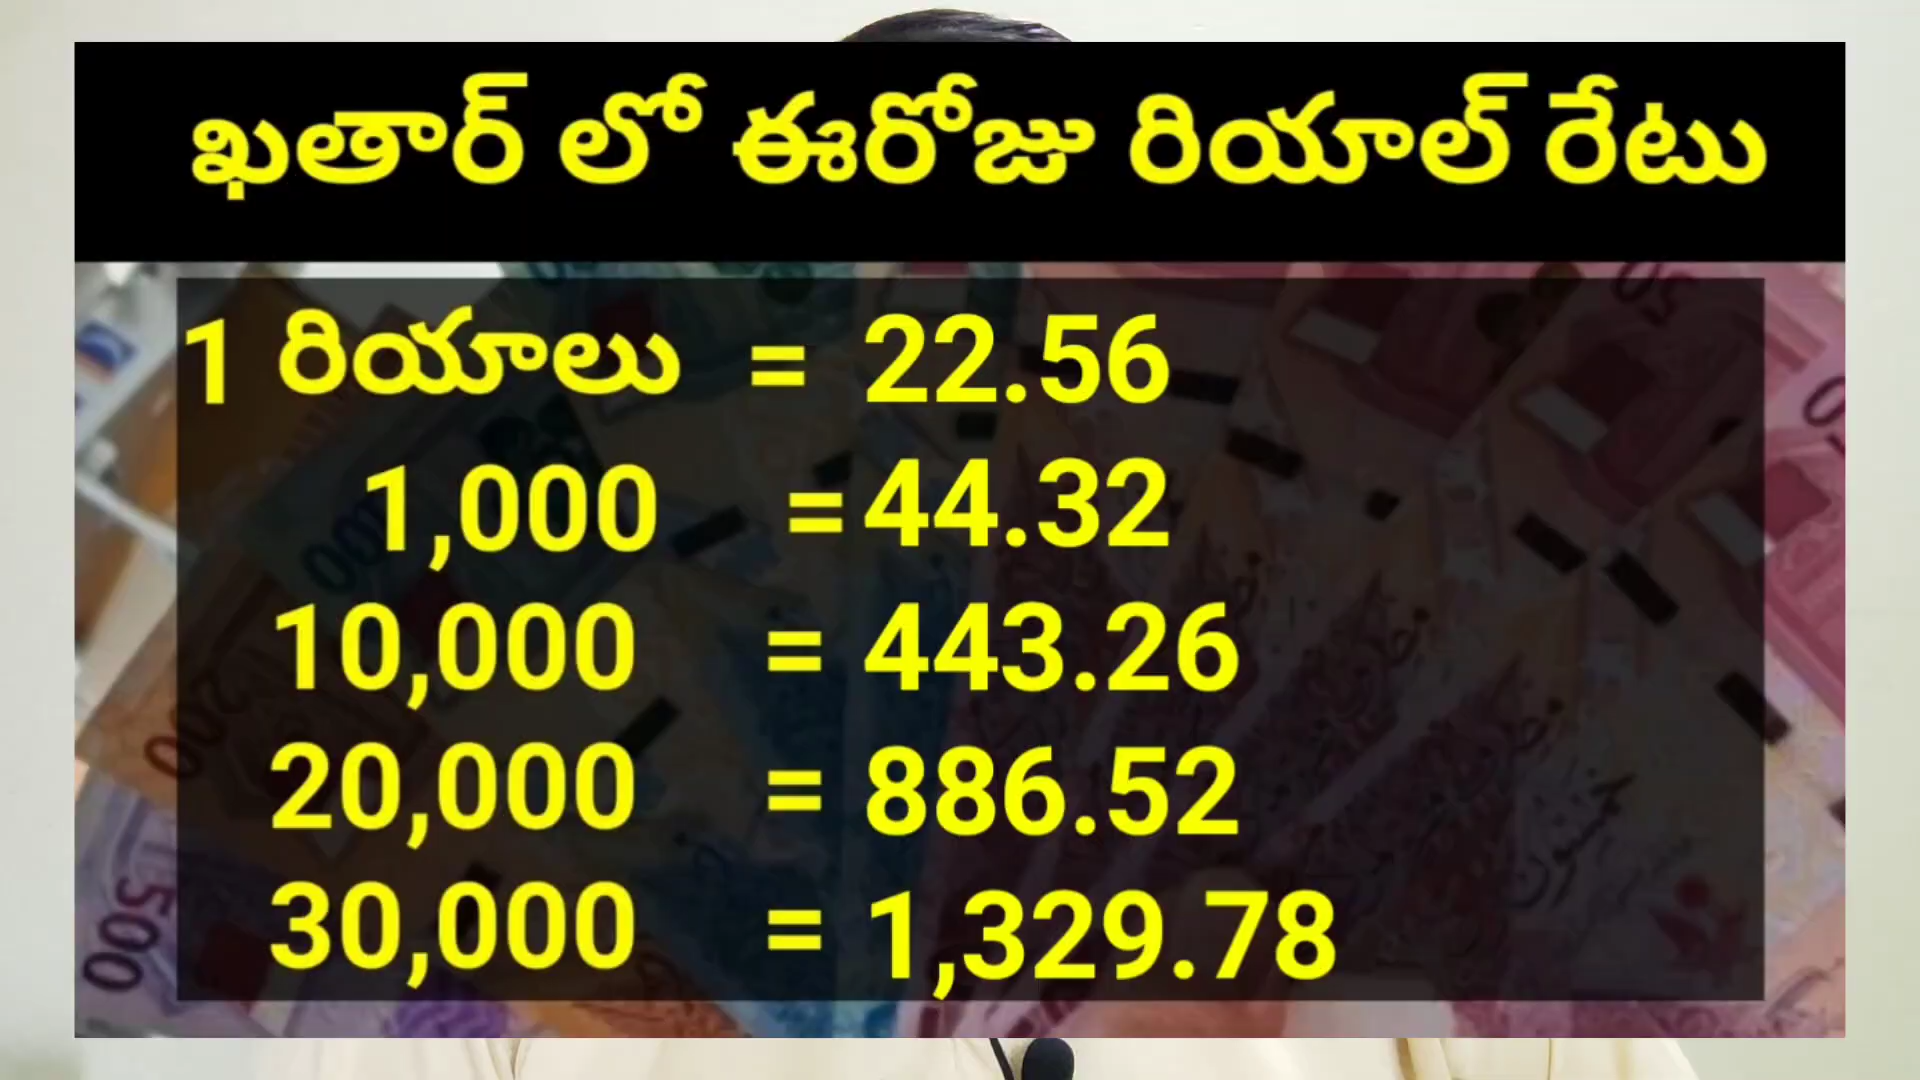 ఖతార్ లో ఈరోజు రియాల్ రేటు
1 రియాలు = 22.56
1,000 = 44.32
10,000 = 443.26
20,000 = 886.52
30,000 = 1,329.78